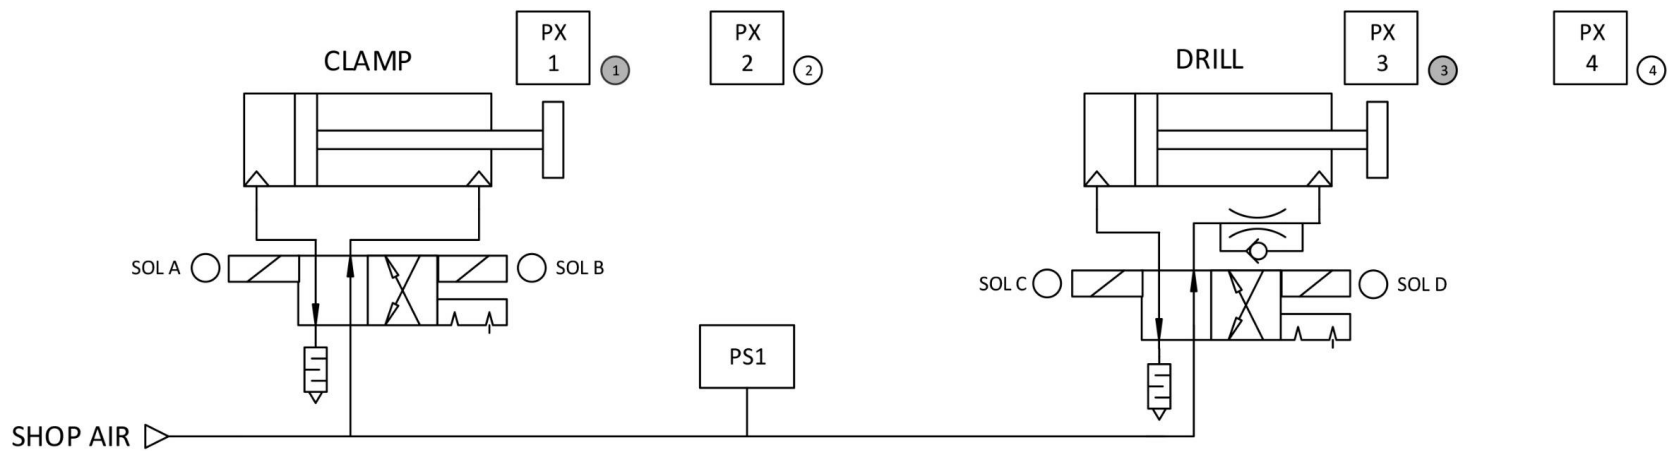 CLAMP
PX
1
1
PX
2
2
DRILL
PX
3
3
PX
4
4
SOL A
SOL B
SOL C
SOL D
PS1
SHOP AIR